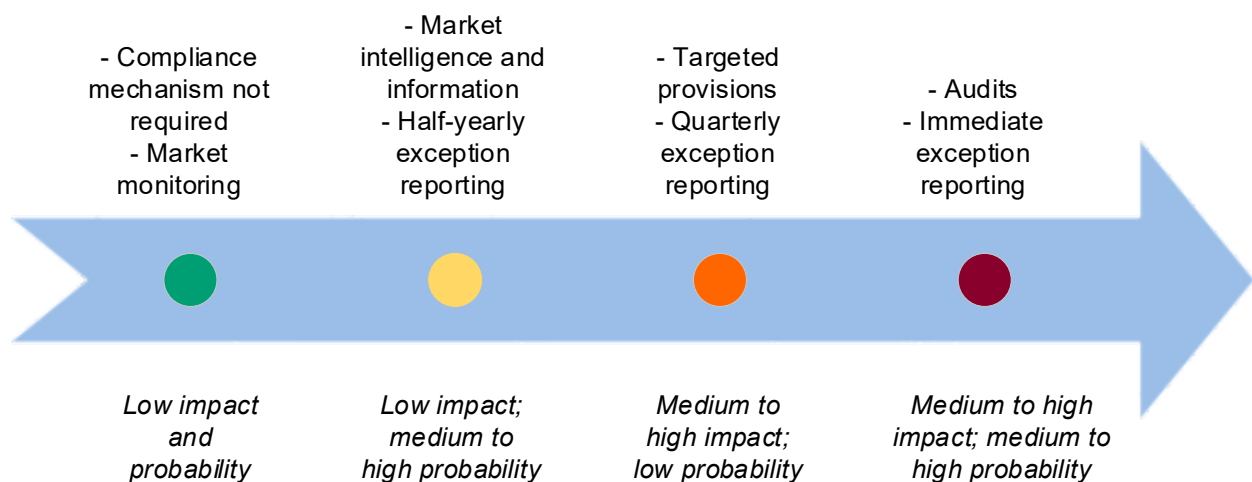 - Compliance
mechanism not
required
- Market
monitoring
- Market
intelligence and
information
- Half-yearly
exception
reporting
- Targeted
provisions
- Quarterly
exception
reporting
- Audits
- Immediate
exception
reporting
Low impact
and
probability
Low impact;
medium to
high probability
Medium to
high impact;
low probability
Medium to high
impact; medium to
high probability